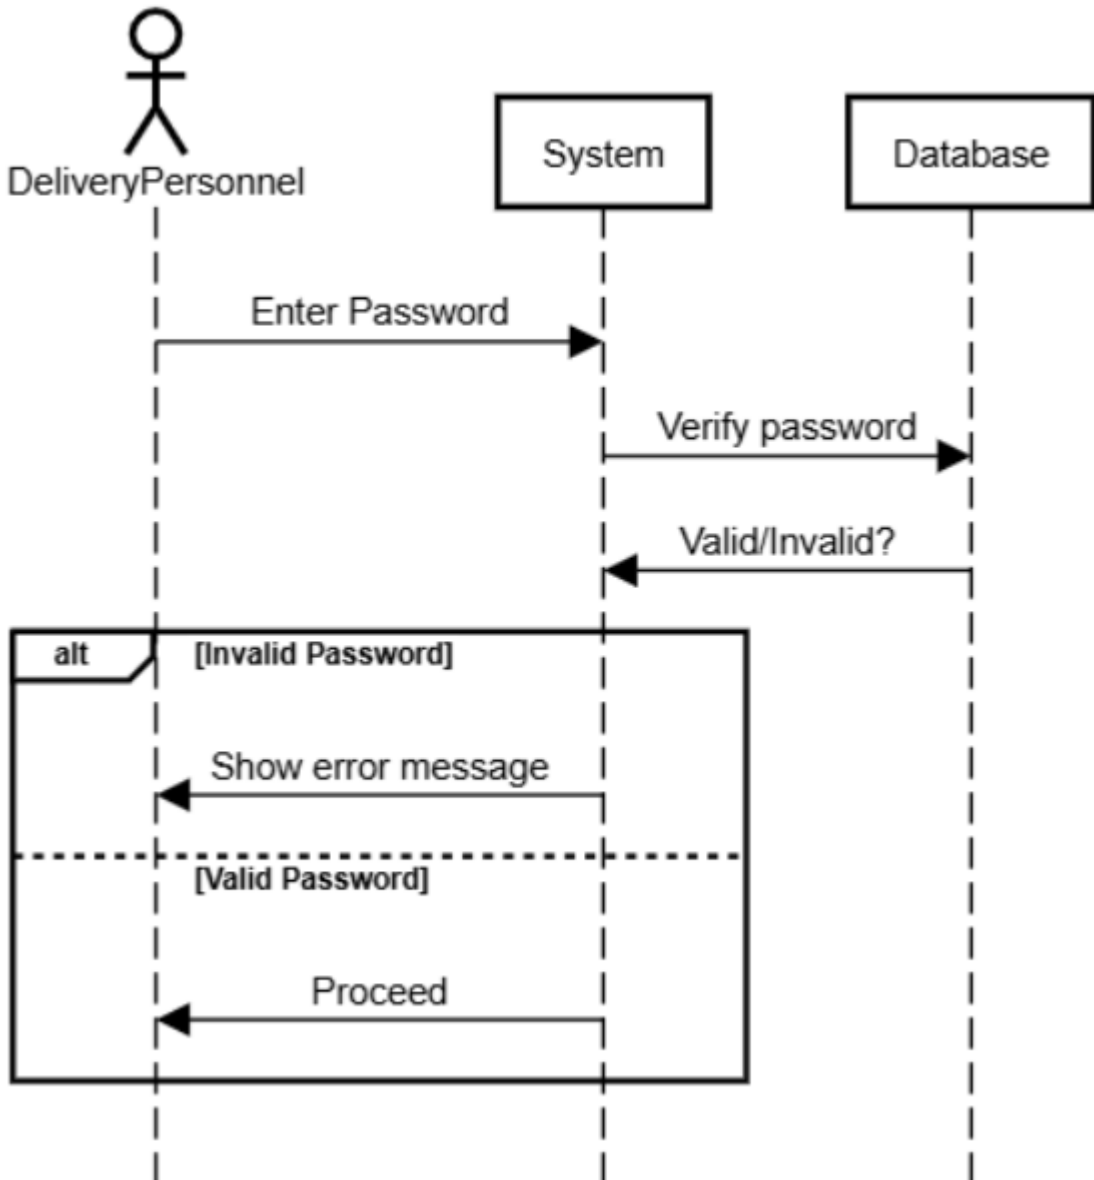 DeliveryPersonnel
System
Database
Enter Password
Verify password
Valid/Invalid?
alt
[Invalid Password]
Show error message
[Valid Password]
Proceed